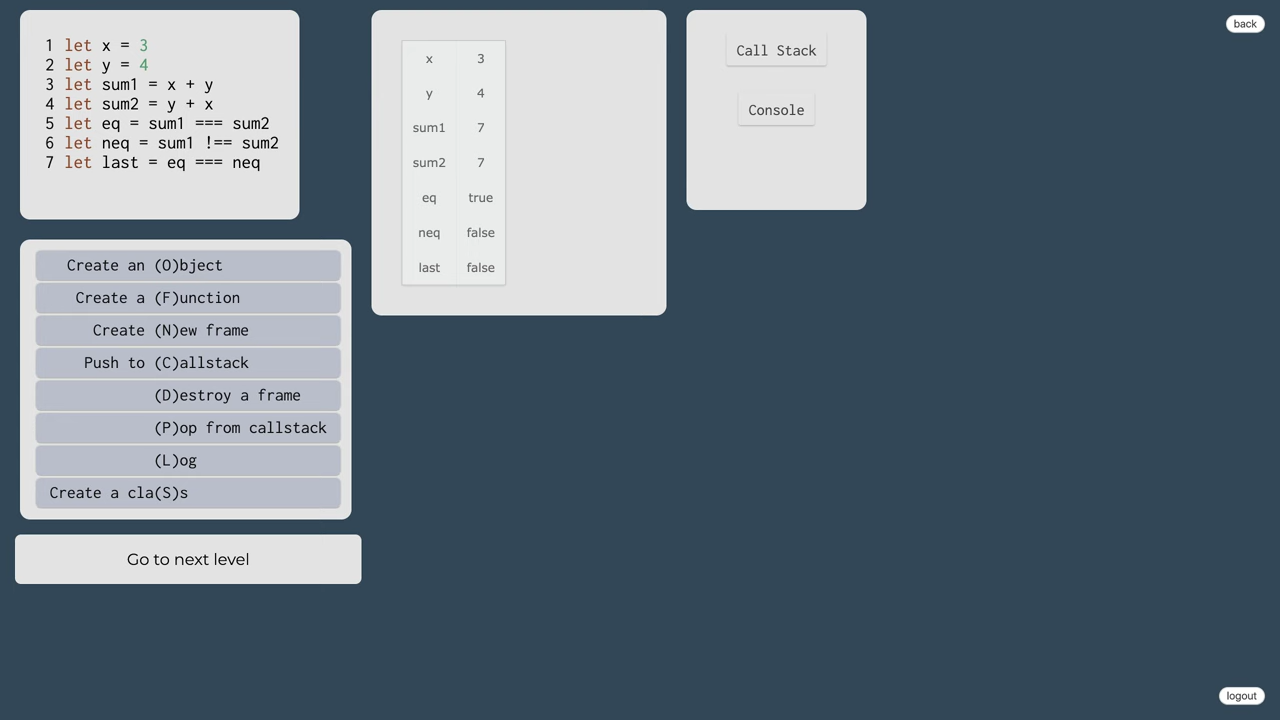 1 let x = 3
2 let y = 4
3 let sum1 = x + y
4 let sum2 = y + x
5 let eq = sum1 === sum2
6 let neq = sum1 !== sum2
7 let last = eq === neq
Create an (O)bject
Create a (F)unction
Create (N)ew frame
Push to (C)allstack
(D)estroy a frame
(P)op from callstack
(L)og
Create a cla(S)s
Go to next level
x 3
y 4
sum1 7
sum2 7
eq true
neq false
last false
Call Stack
Console
back
logout